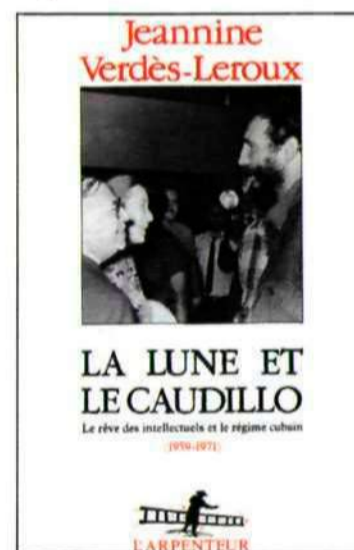 Jeannine
Verdès-Leroux
LA LUNE ET
LE CAUDILLO
Le rêve des intellectuels et le régime cubain
(1959-1971)
L'ARPENTEUR